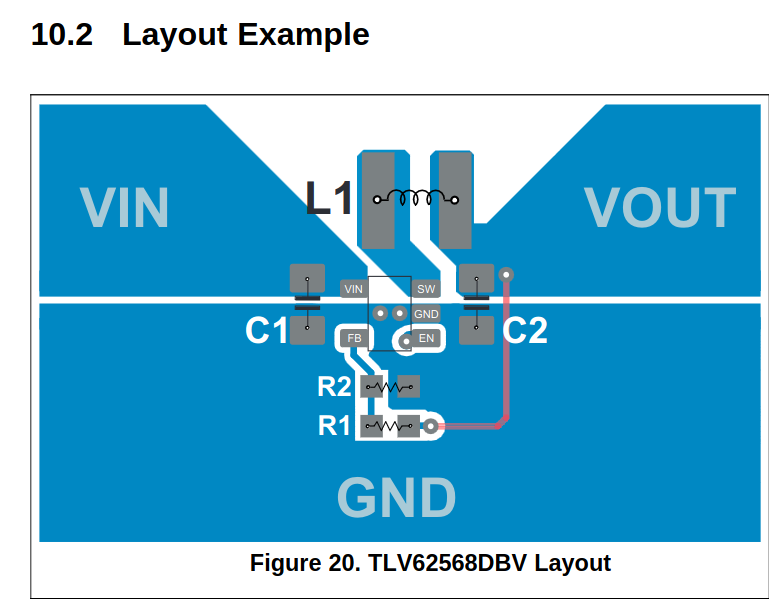 10.2 Layout Example
VIN
L1
VOUT
VIN
SW
GND
C1
C2
FB
EN
R2
R1
GND
Figure 20. TLV62568DBV Layout